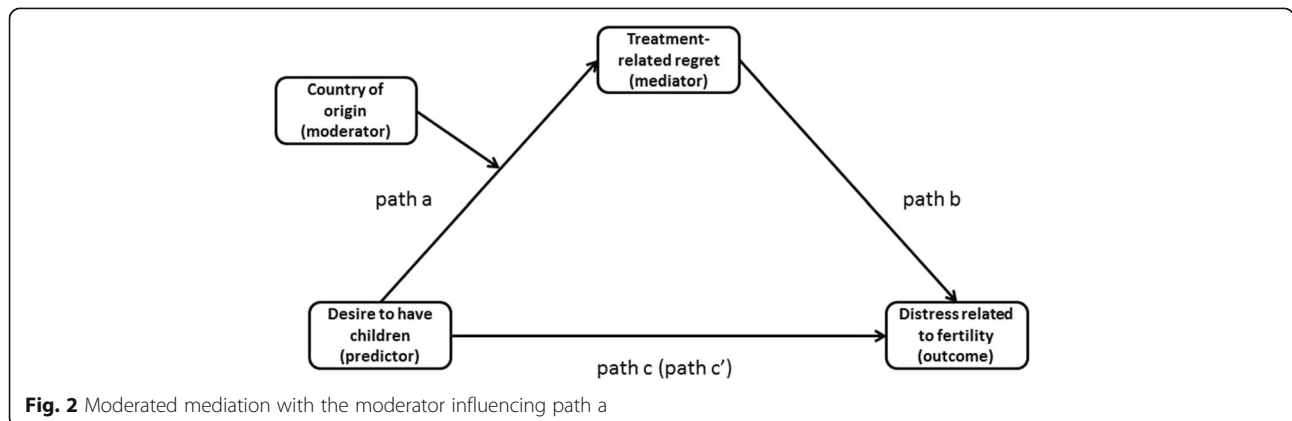 Treatment-
related regret
(mediator)
Country of
origin
(moderator)
path a
path b
Desire to have
children
(predictor)
Distress related
to fertility
(outcome)
path c (path c’)
Fig. 2 Moderated mediation with the moderator influencing path a